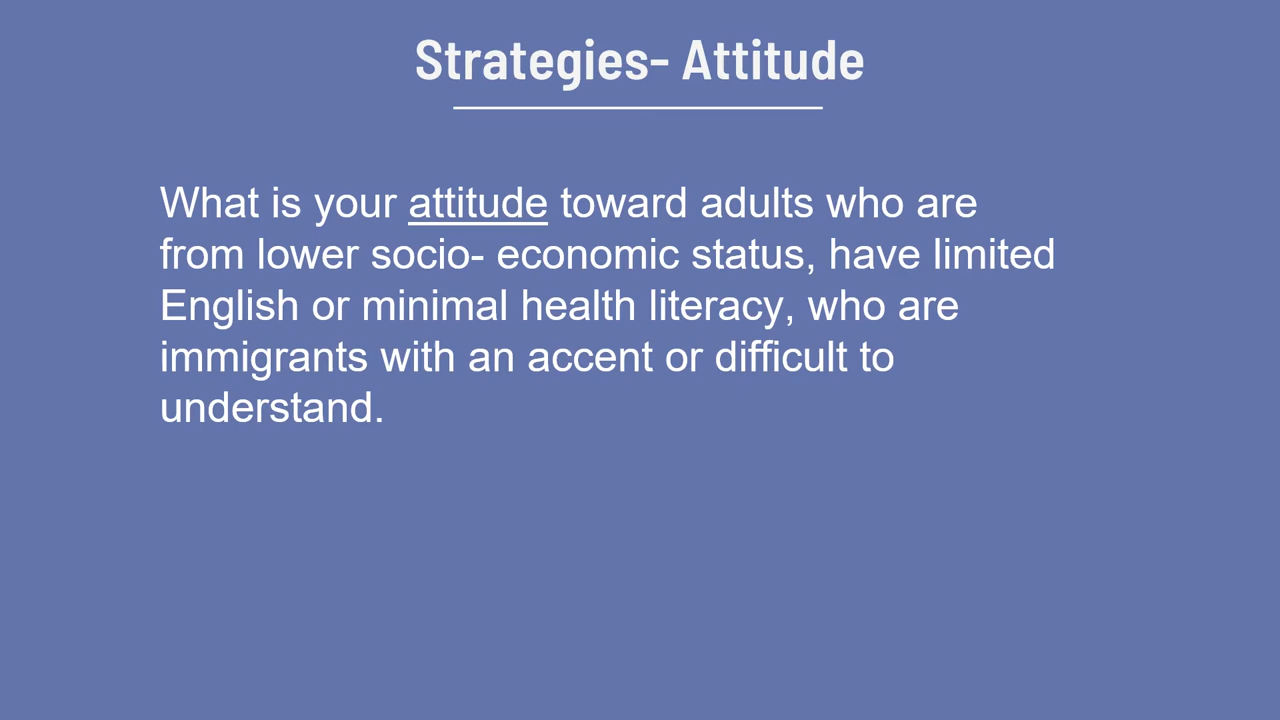 Strategies- Attitude
What is your attitude toward adults who are
from lower socio- economic status, have limited
English or minimal health literacy, who are
immigrants with an accent or difficult to
understand.